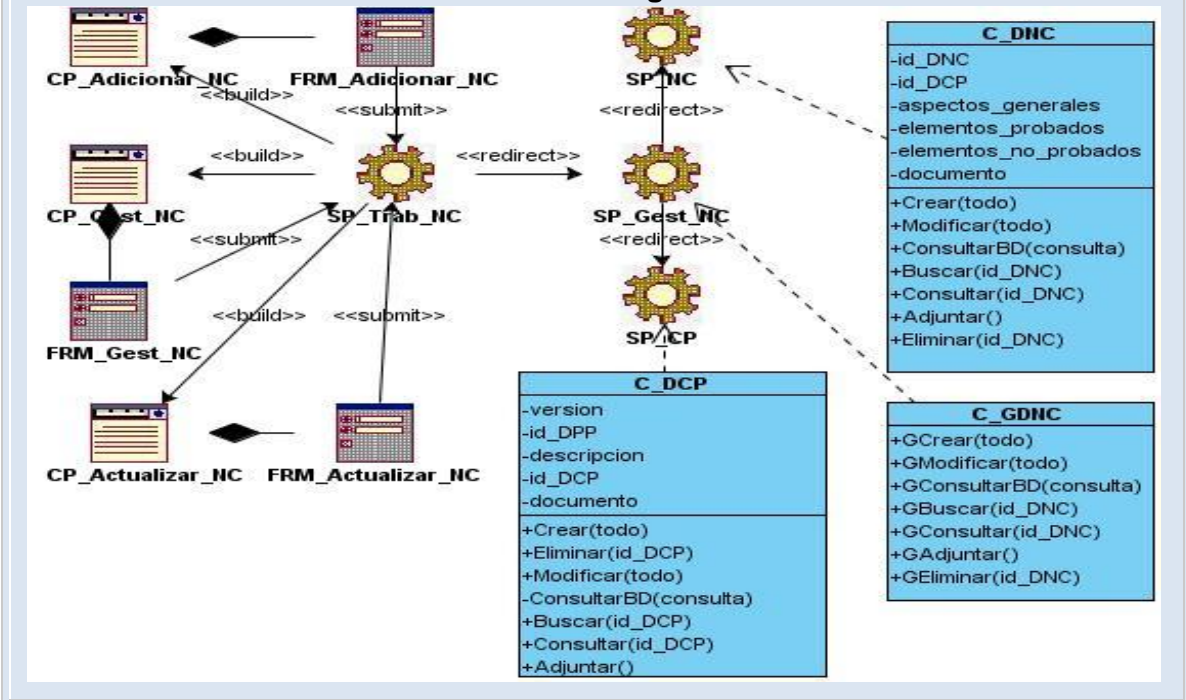 CP_Adicionar_NC
FRM_Adicionar_NC
SP_NC
<<build>>
<<submit>>
<<redirect>>
<<build>>
<<redirect>>
SP_Trab_NC
SP_Gest_NC
<<submit>>
<<redirect>>
<<build>>
<<submit>>
FRM_Gest_NC
SP_CP
CP_Actualizar_NC
FRM_Actualizar_NC
C_DNC
-id_DNC
-id_DCP
-aspectos_generales
-elementos_probados
-elementos_no_probados
-documento
+Crear(todo)
+Modificar(todo)
+ConsultarBD(consulta)
+Buscar(id_DNC)
+Consultar(id_DNC)
+Adjuntar()
+Eliminar(id_DNC)
C_DCP
-version
-id_DPP
-descripcion
-id_DCP
-documento
+Crear(todo)
+Eliminar(id_DCP)
+Modificar(todo)
-ConsultarBD(consulta)
+Buscar(id_DCP)
+Consultar(id_DCP)
+Adjuntar()
C_GDNC
+GCrear(todo)
+GModificar(todo)
+GConsultarBD(consulta)
+GBuscar(id_DNC)
+GConsultar(id_DNC)
+GAdjuntar()
+GEliminar(id_DNC)